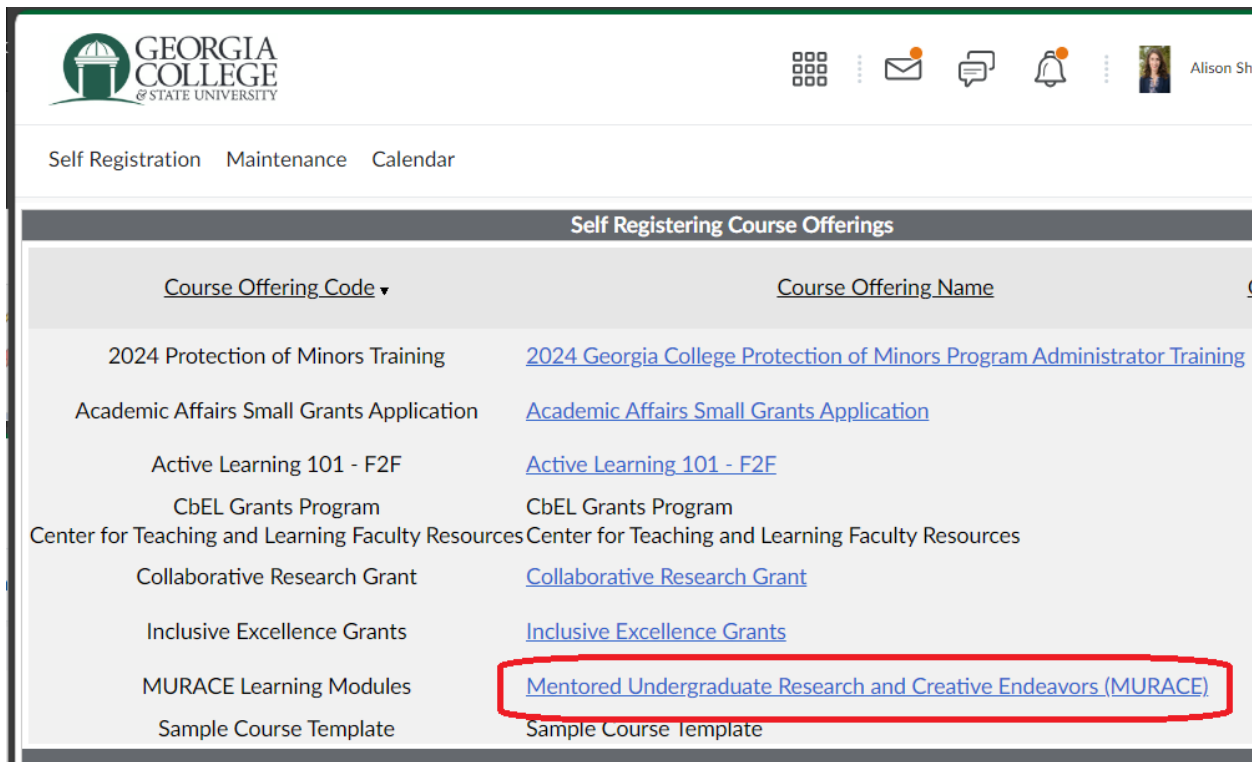 GEORGIA
COLLEGE
& STATE UNIVERSITY
Alison Sh
Self Registration Maintenance Calendar
Self Registering Course Offerings
Course Offering Code Course Offering Name
2024 Protection of Minors Training 2024 Georgia College Protection of Minors Program Administrator Training
Academic Affairs Small Grants Application Academic Affairs Small Grants Application
Active Learning 101 - F2F Active Learning 101 - F2F
CbEL Grants Program CbEL Grants Program
Center for Teaching and Learning Faculty Resources Center for Teaching and Learning Faculty Resources
Collaborative Research Grant Collaborative Research Grant
Inclusive Excellence Grants Inclusive Excellence Grants
MURACE Learning Modules Mentored Undergraduate Research and Creative Endeavors (MURACE)
Sample Course Template Sample Course Template